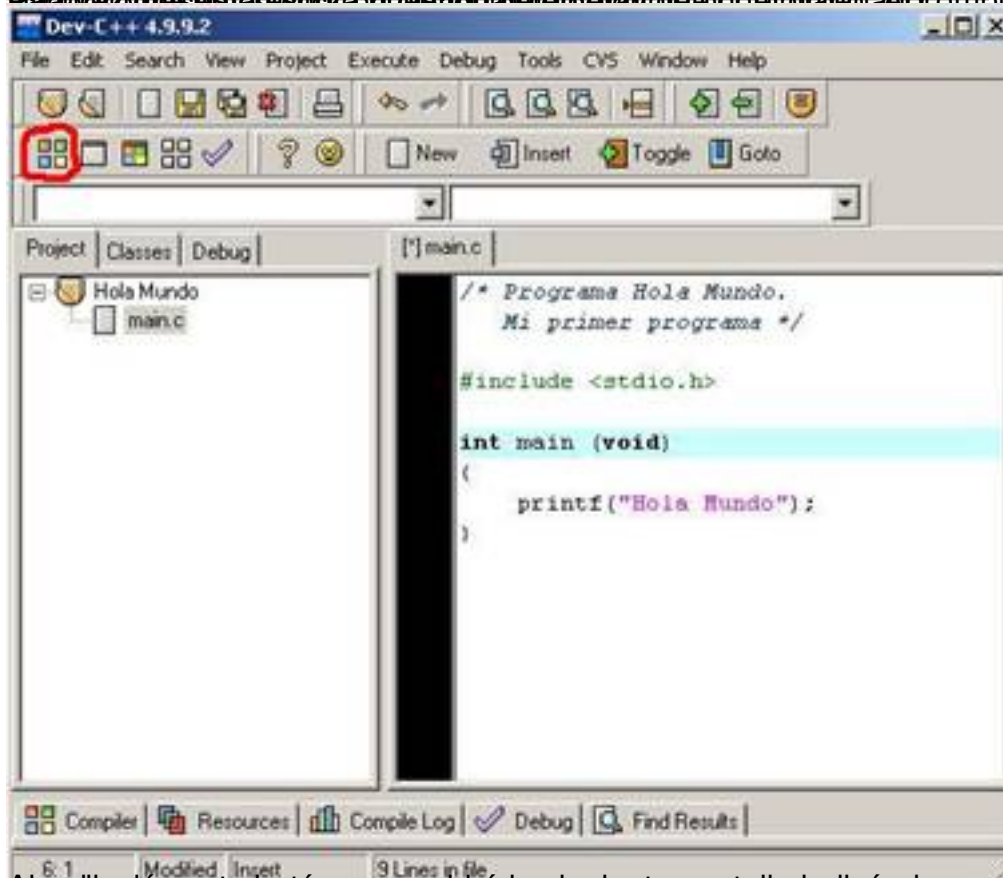 Dev-C++ 4.9.9.2
File Edit Search View Project Execute Debug Tools CVS Window Help
New Insert Toggle Goto
Project Classes Debug
[*] main.c
Hola Mundo
main.c
/* Programa Hola Mundo.
Mi primer programa */
#include <stdio.h>
int main (void)
{
printf("Hola Mundo");
}
Compiler Resources Compile Log Debug Find Results
6: 1 Modified Insert 9 Lines in file